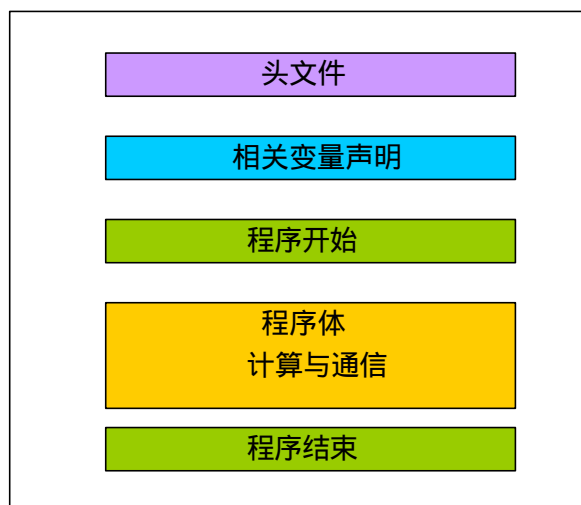 头文件
相关变量声明
程序开始
程序体
计算与通信
程序结束